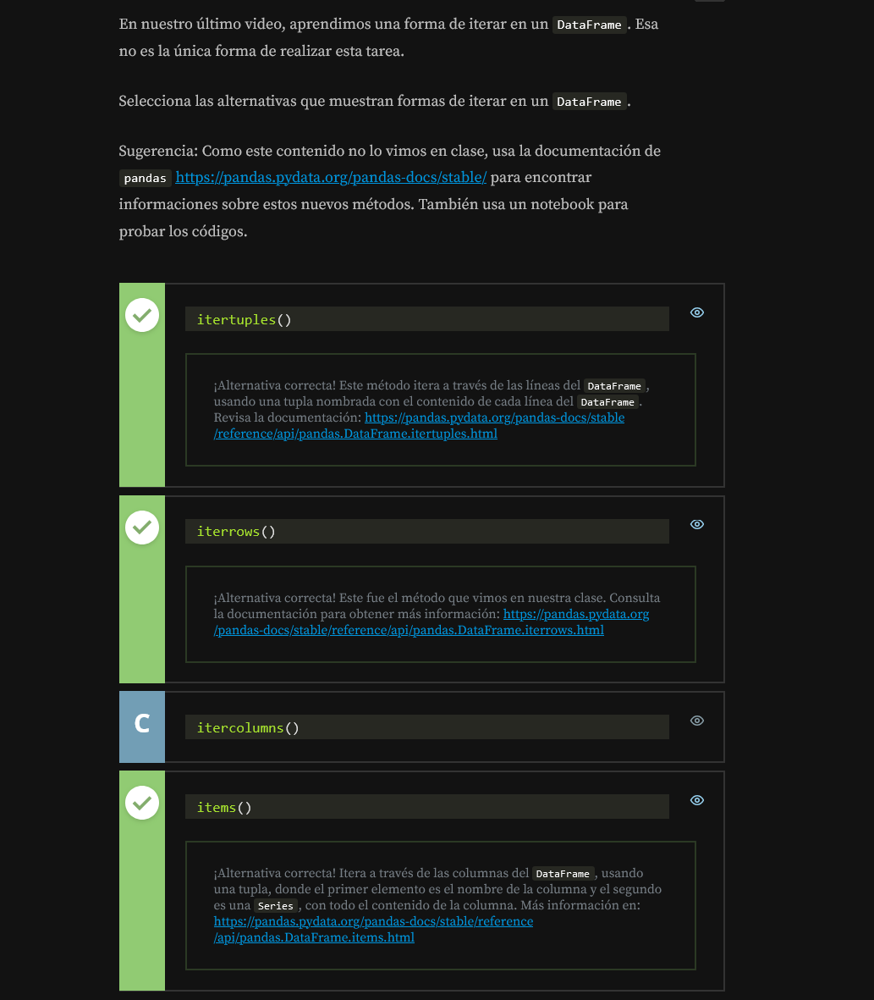 En nuestro último video, aprendimos una forma de iterar en un DataFrame. Esa
no es la única forma de realizar esta tarea.
Selecciona las alternativas que muestran formas de iterar en un DataFrame.
Sugerencia: Como este contenido no lo vimos en clase, usa la documentación de
pandas https://pandas.pydata.org/pandas-docs/stable/ para encontrar
informaciones sobre estos nuevos métodos. También usa un notebook para
probar los códigos.
itertuples()
¡Alternativa correcta! Este método itera a través de las líneas del DataFrame,
usando una tupla nombrada con el contenido de cada línea del DataFrame.
Revisa la documentación: https://pandas.pydata.org/pandas-docs/stable
/reference/api/pandas.DataFrame.itertuples.html
iterrows()
¡Alternativa correcta! Este fue el método que vimos en nuestra clase. Consulta
la documentación para obtener más información: https://pandas.pydata.org
/pandas-docs/stable/reference/api/pandas.DataFrame.iterrows.html
C
itercolumns()
items()
¡Alternativa correcta! Itera a través de las columnas del DataFrame, usando
una tupla, donde el primer elemento es el nombre de la columna y el segundo
es una Series, con todo el contenido de la columna. Más información en:
https://pandas.pydata.org/pandas-docs/stable/reference
/api/pandas.DataFrame.items.html